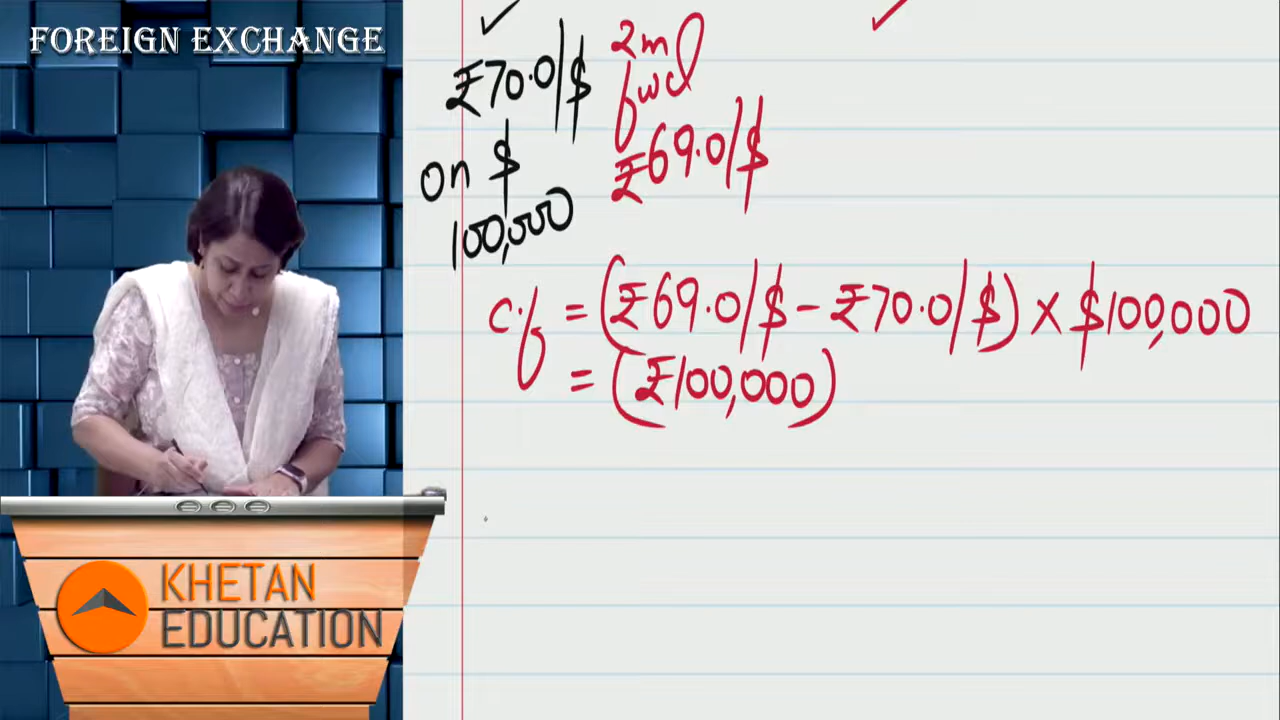 FOREIGN EXCHANGE
₹70.0/$
on $
100,000
2m
fwd
₹69.0/$
c.f = (₹69.0/$ - ₹70.0/$) × $100,000
= (₹100,000)
KHETAN
EDUCATION